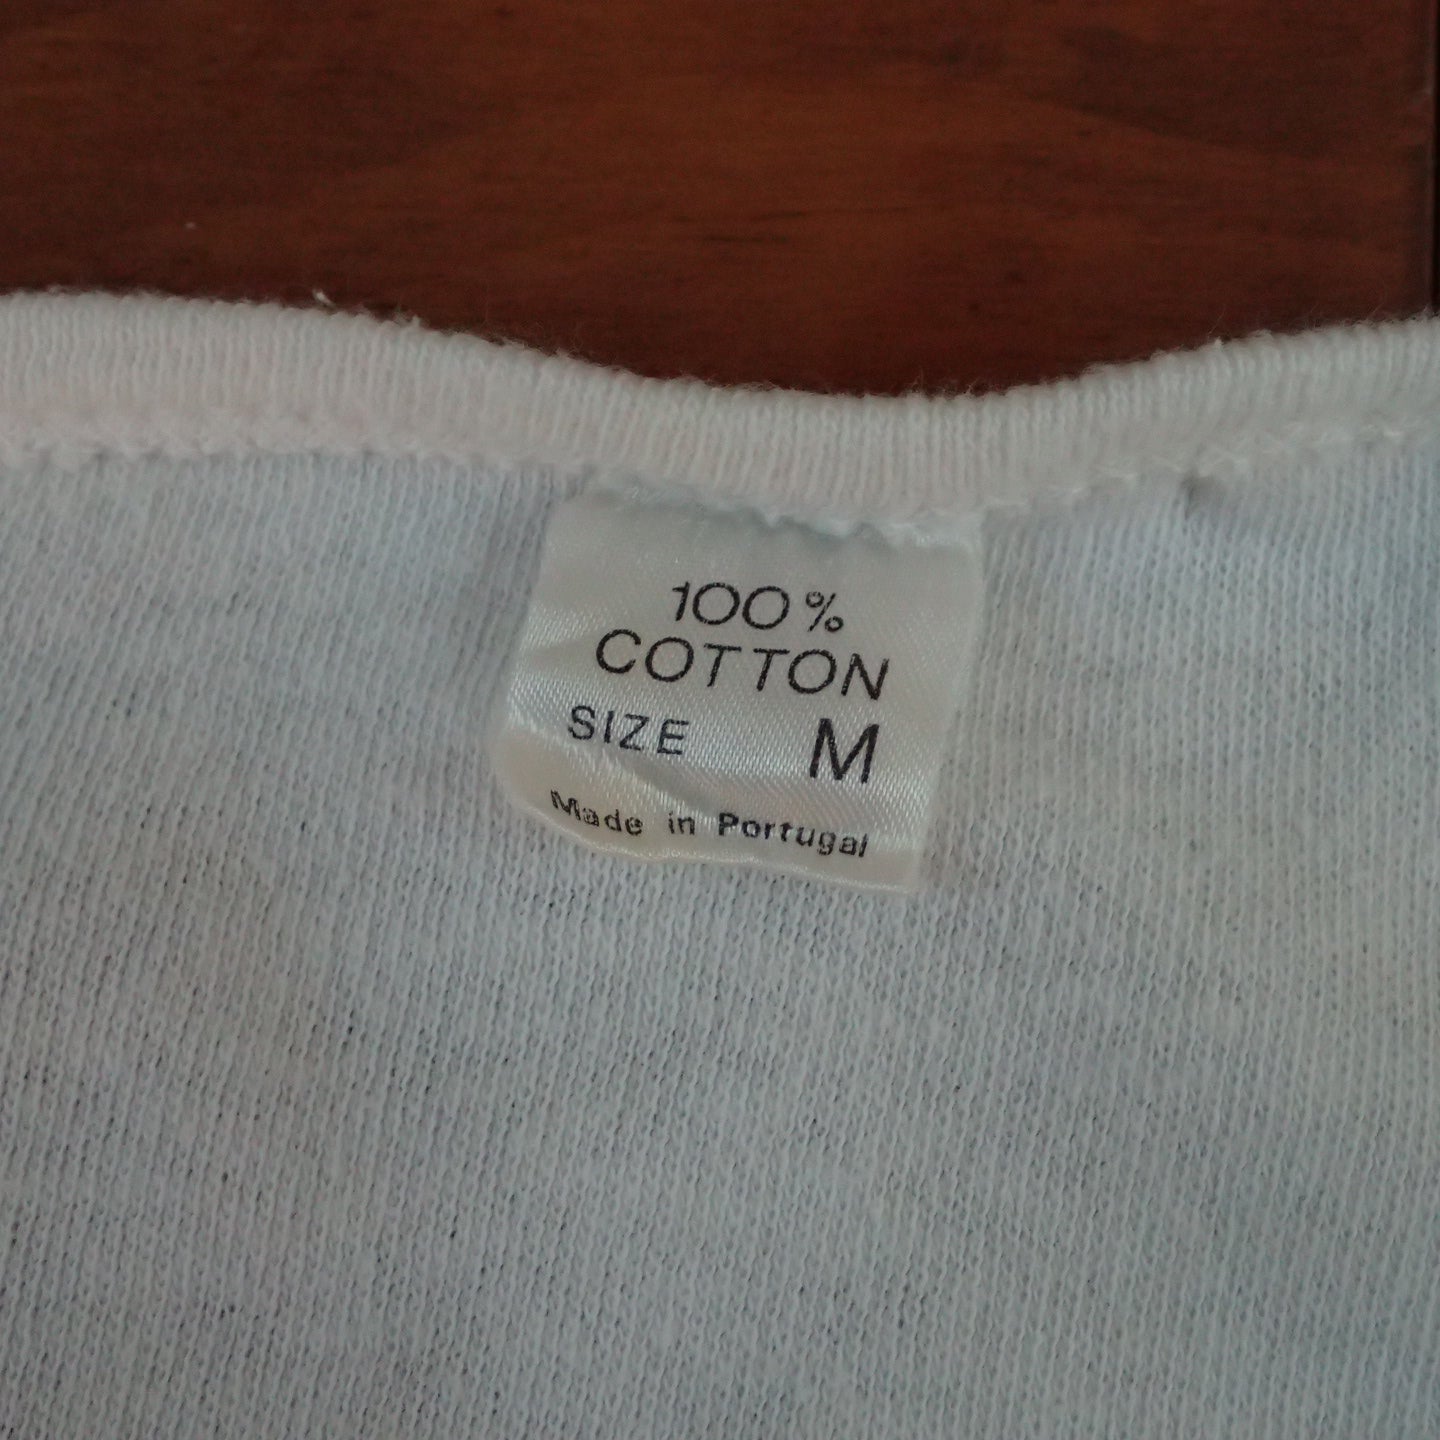 100%
COTTON
SIZE M
Made in Portugal